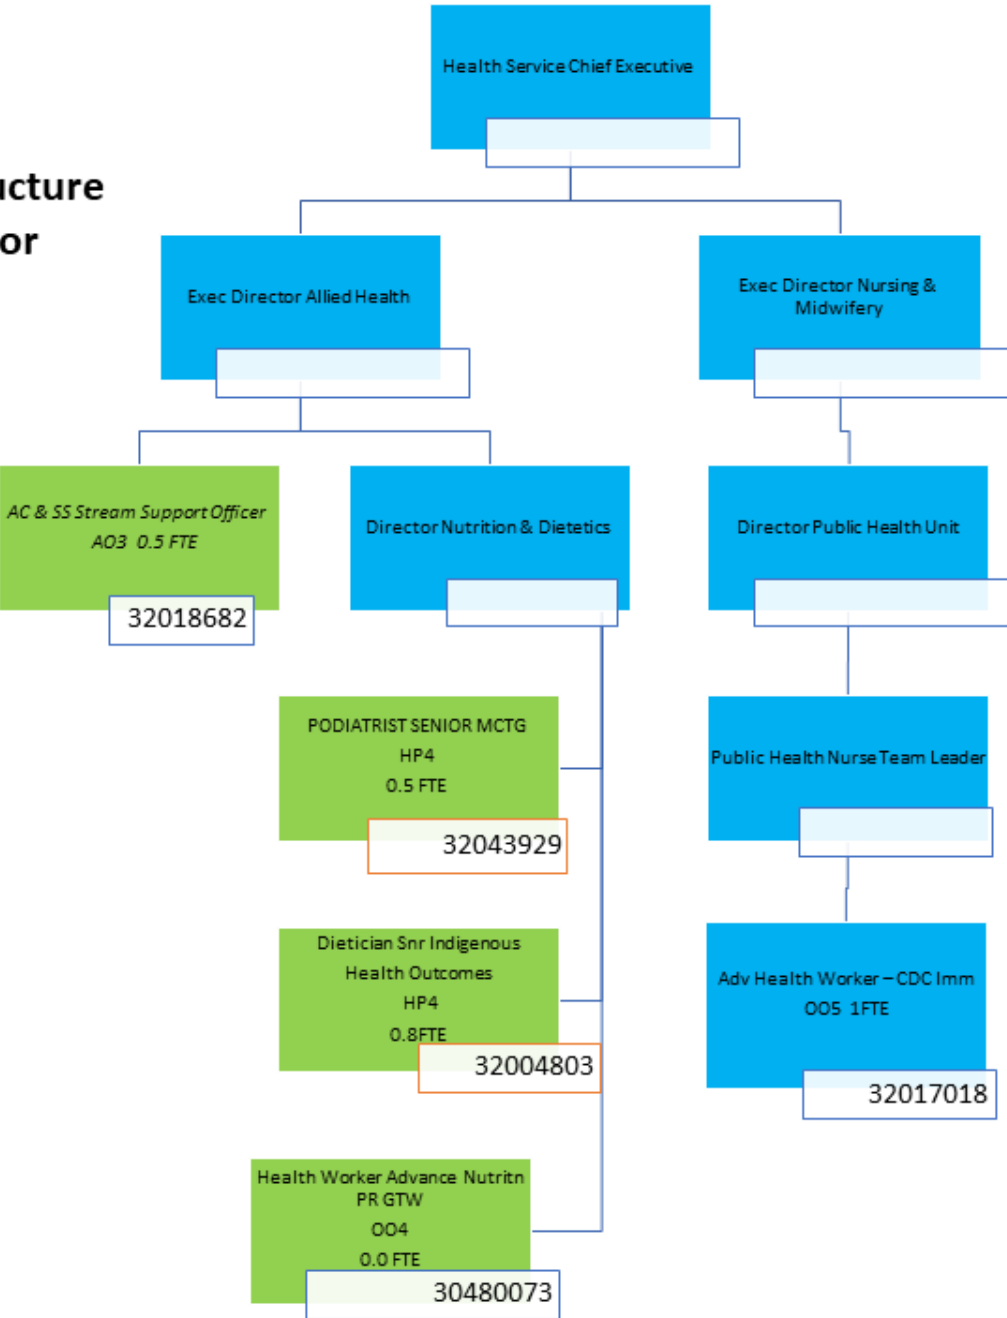 Health Service Chief Executive
ucture
or
Exec Director Allied Health
Exec Director Nursing &
Midwifery
AC & SS Stream Support Officer
AO3 0.5 FTE
32018682
Director Nutrition & Dietetics
Director Public Health Unit
PODIATRIST SENIOR MCTG
HP4
0.5 FTE
32043929
Public Health Nurse Team Leader
Dietician Snr Indigenous
Health Outcomes
HP4
0.8FTE
32004803
Adv Health Worker – CDC Imm
OO5 1FTE
32017018
Health Worker Advance Nutritn
PR GTW
OO4
0.0 FTE
30480073